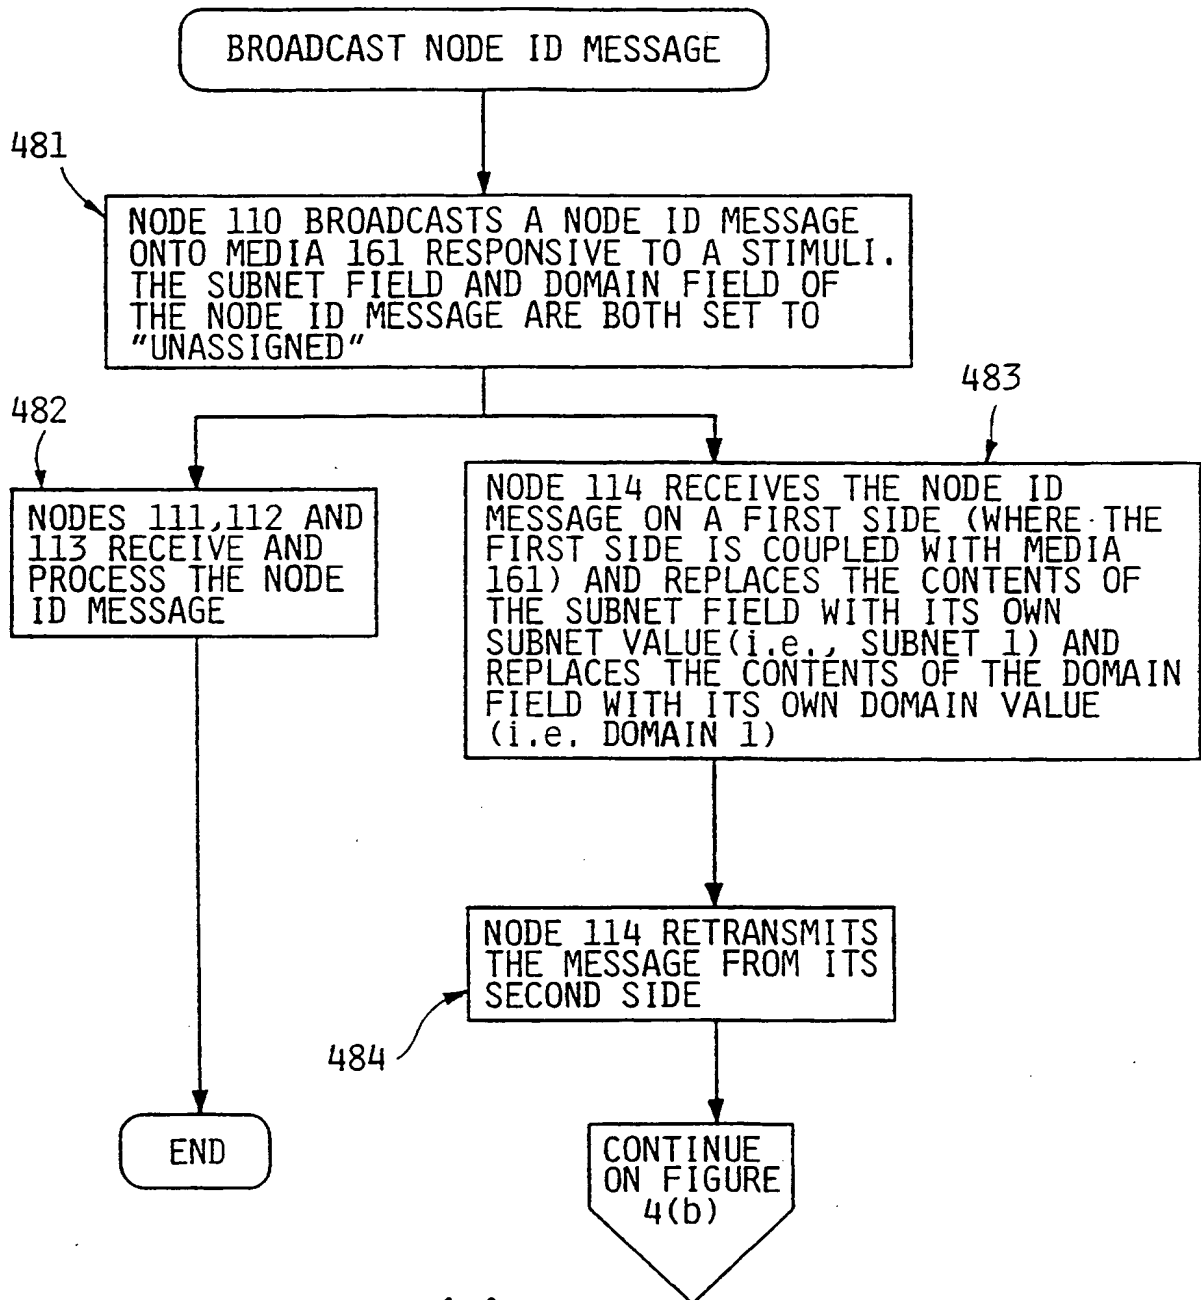 BROADCAST NODE ID MESSAGE
481
NODE 110 BROADCASTS A NODE ID MESSAGE
ONTO MEDIA 161 RESPONSIVE TO A STIMULI.
THE SUBNET FIELD AND DOMAIN FIELD OF
THE NODE ID MESSAGE ARE BOTH SET TO
"UNASSIGNED"
482
NODES 111,112 AND
113 RECEIVE AND
PROCESS THE NODE
ID MESSAGE
483
NODE 114 RECEIVES THE NODE ID
MESSAGE ON A FIRST SIDE (WHERE THE
FIRST SIDE IS COUPLED WITH MEDIA
161) AND REPLACES THE CONTENTS OF
THE SUBNET FIELD WITH ITS OWN
SUBNET VALUE(i.e., SUBNET 1) AND
REPLACES THE CONTENTS OF THE DOMAIN
FIELD WITH ITS OWN DOMAIN VALUE
(i.e. DOMAIN 1)
NODE 114 RETRANSMITS
THE MESSAGE FROM ITS
SECOND SIDE
484
END
CONTINUE
ON FIGURE
4(b)